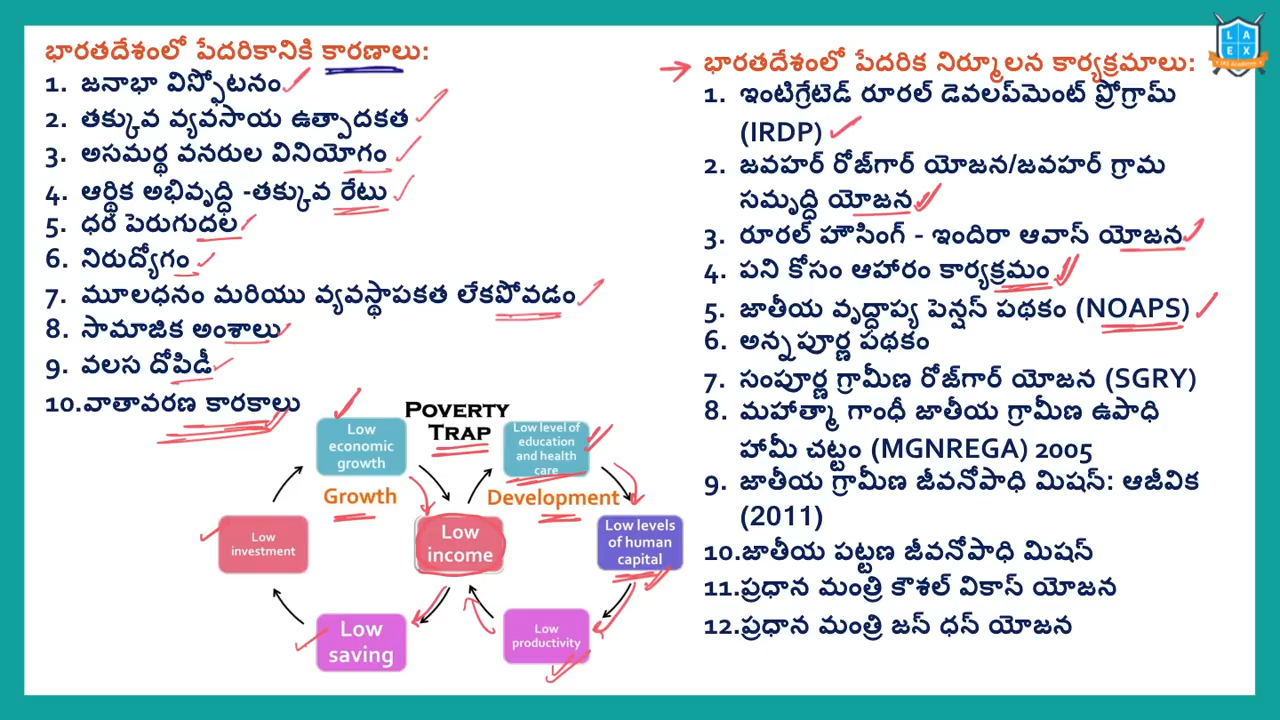 భారతదేశంలో పేదరికానికి కారణాలు:
1. జనాభా విస్ఫోటనం
2. తక్కువ వ్యవసాయ ఉత్పాదకత
3. అసమర్థ వనరుల వినియోగం
4. ఆర్థిక అభివృద్ధి -తక్కువ రేటు
5. ధర పెరుగుదల
6. నిరుద్యోగం
7. మూలధనం మరియు వ్యవస్థాపకత లేకపోవడం
8. సామాజిక అంశాలు
9. వలస దోపిడీ
10.వాతావరణ కారకాలు
POVERTY
TRAP
Low
economic
growth
Low level of
education
and health
care
Growth
Development
Low
investment
Low
income
Low levels
of human
capital
Low
saving
Low
productivity
భారతదేశంలో పేదరిక నిర్మూలన కార్యక్రమాలు:
1. ఇంటిగ్రేటెడ్ రూరల్ డెవలప్‌మెంట్ ప్రోగ్రామ్
(IRDP)
2. జవహర్ రోజ్‌గార్ యోజన/జవహర్ గ్రామ
సమృద్ధి యోజన
3. రూరల్ హౌసింగ్ - ఇందిరా ఆవాస్ యోజన
4. పని కోసం ఆహారం కార్యక్రమం
5. జాతీయ వృద్ధాప్య పెన్షన్ పథకం (NOAPS)
6. అన్నపూర్ణ పథకం
7. సంపూర్ణ గ్రామీణ రోజ్‌గార్ యోజన (SGRY)
8. మహాత్మా గాంధీ జాతీయ గ్రామీణ ఉపాధి
హామీ చట్టం (MGNREGA) 2005
9. జాతీయ గ్రామీణ జీవనోపాధి మిషన్: ఆజీవిక
(2011)
10.జాతీయ పట్టణ జీవనోపాధి మిషన్
11.ప్రధాన మంత్రి కౌశల్ వికాస్ యోజన
12.ప్రధాన మంత్రి జన్ ధన్ యోజన
L A
E X